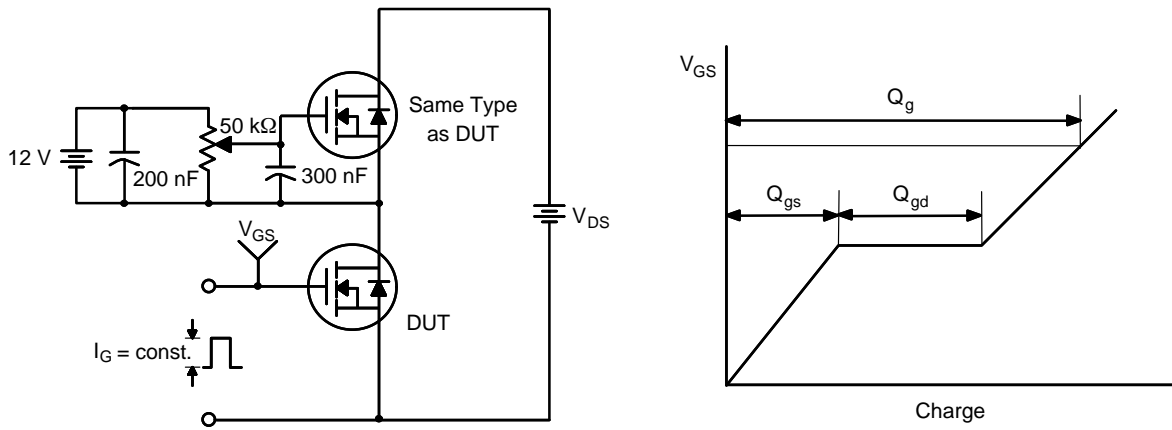 12 V
200 nF
50 kΩ
300 nF
Same Type
as DUT
V_DS
V_GS
DUT
I_G = const.
V_GS
Q_g
Q_gs
Q_gd
Charge